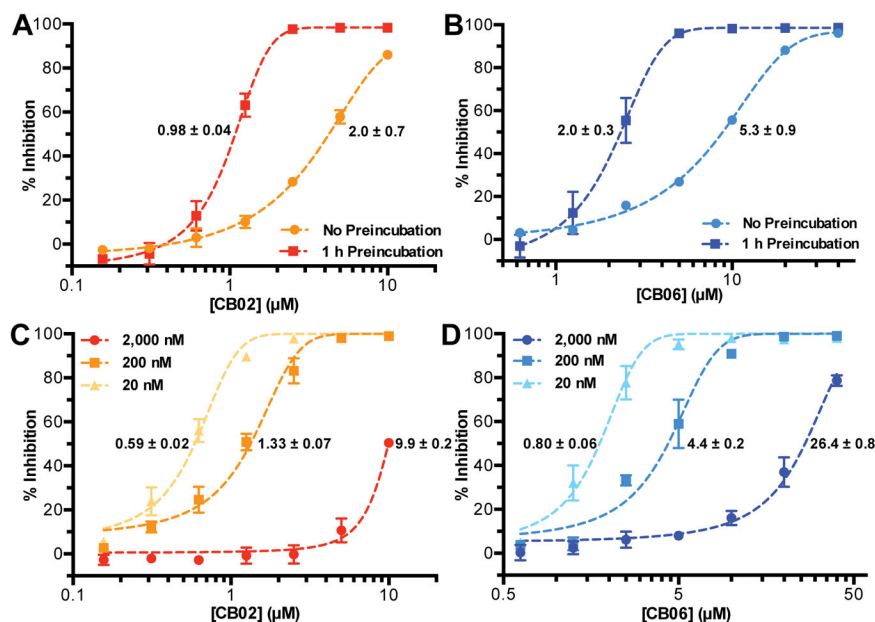 A
% Inhibition
100
80
60
40
20
0
0.98 ± 0.04
2.0 ± 0.7
No Preincubation
1 h Preincubation
0.1
1
10
[CB02] (µM)
B
% Inhibition
100
80
60
40
20
0
2.0 ± 0.3
5.3 ± 0.9
No Preincubation
1 h Preincubation
1
10
[CB06] (µM)
C
% Inhibition
100
80
60
40
20
0
2,000 nM
200 nM
20 nM
0.59 ± 0.02
1.33 ± 0.07
9.9 ± 0.2
0.1
1
10
[CB02] (µM)
D
% Inhibition
100
80
60
40
20
0
2,000 nM
200 nM
20 nM
0.80 ± 0.06
4.4 ± 0.2
26.4 ± 0.8
0.5
5
50
[CB06] (µM)